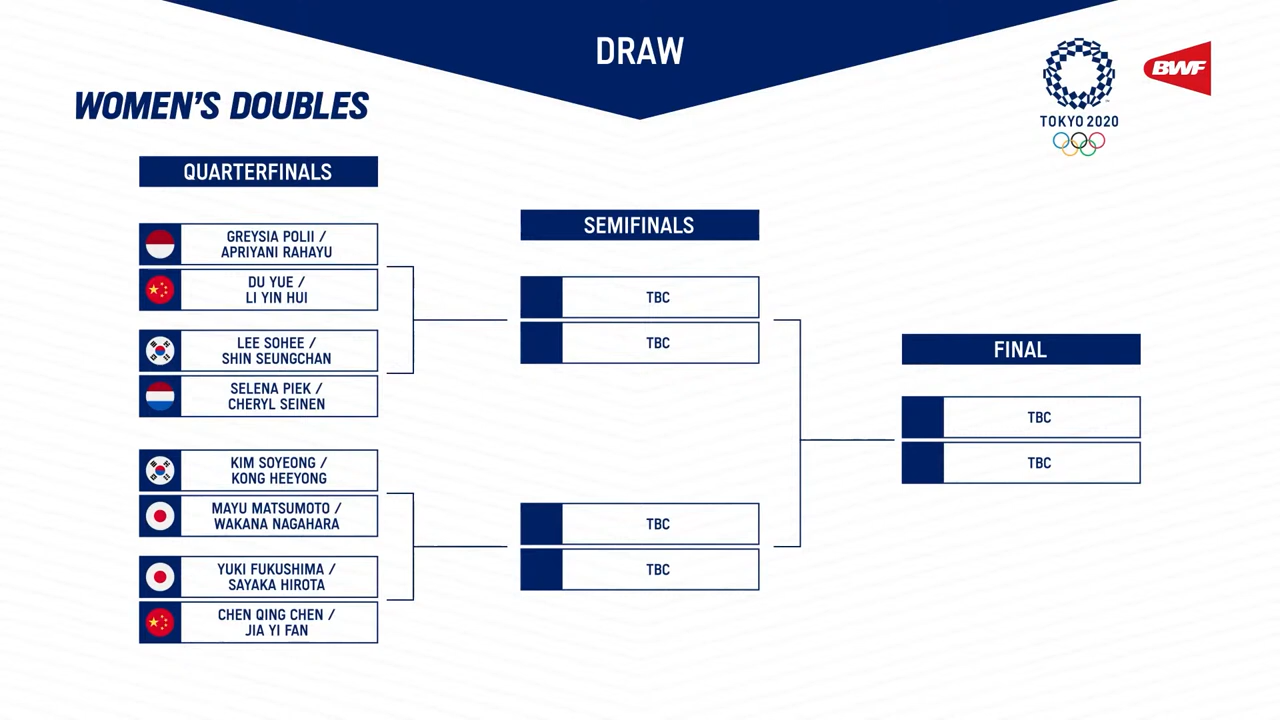 DRAW
WOMEN'S DOUBLES
TOKYO 2020
BWF
QUARTERFINALS
GREYSIA POLII /
APRIYANI RAHAYU
DU YUE /
LI YIN HUI
LEE SOHEE /
SHIN SEUNGCHAN
SELENA PIEK /
CHERYL SEINEN
KIM SOYEONG /
KONG HEEYONG
MAYU MATSUMOTO /
WAKANA NAGAHARA
YUKI FUKUSHIMA /
SAYAKA HIROTA
CHEN QING CHEN /
JIA YI FAN
SEMIFINALS
TBC
TBC
TBC
TBC
FINAL
TBC
TBC